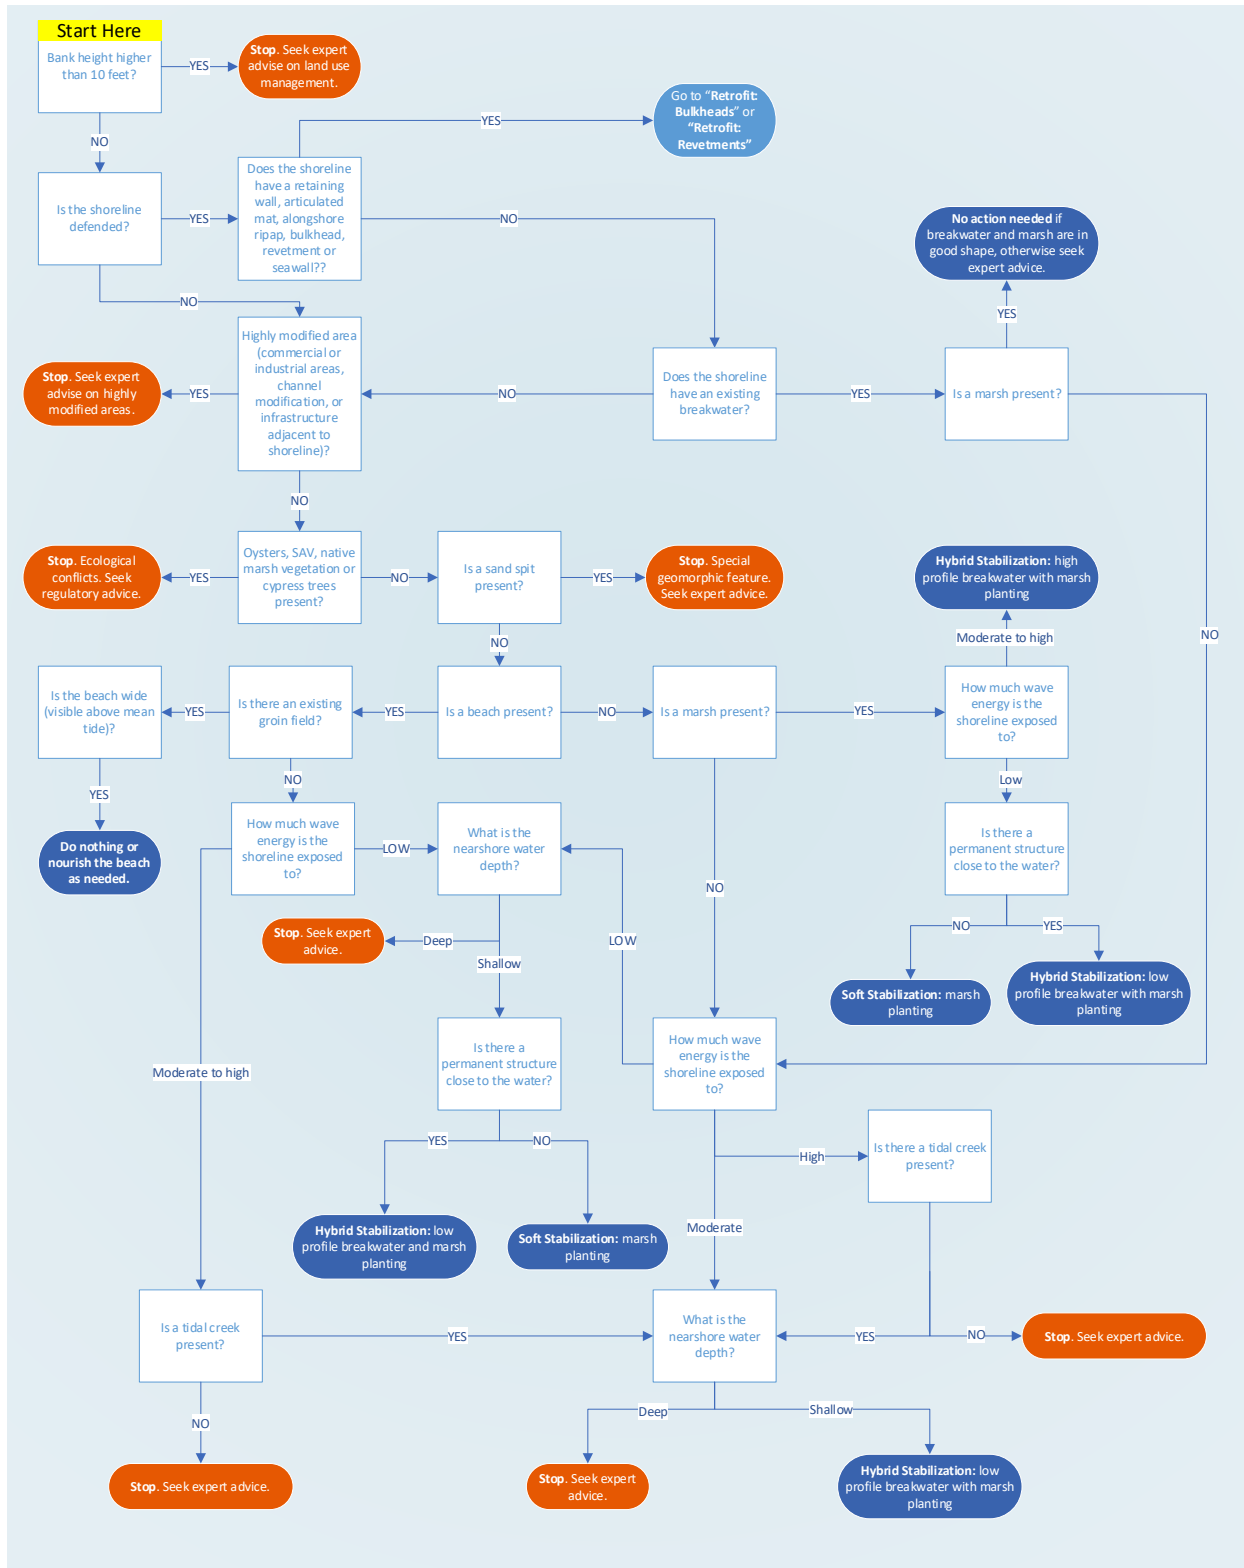 Start Here
Bank height higher
than 10 feet?
YES
Stop. Seek expert
advise on land use
management.
NO
Go to “Retrofit:
Bulkheads” or
“Retrofit:
Revetments”
YES
Is the shoreline
defended?
YES
Does the shoreline
have a retaining
wall, articulated
mat, alongshore
ripap, bulkhead,
revetment or
seawall??
NO
No action needed if
breakwater and marsh are in
good shape, otherwise seek
expert advice.
YES
NO
Highly modified area
(commercial or
industrial areas,
channel
modification, or
infrastructure
adjacent to
shoreline)?
YES
Stop. Seek expert
advise on highly
modified areas.
NO
Does the shoreline
have an existing
breakwater?
YES
Is a marsh present?
NO
NO
Stop. Ecological
conflicts. Seek
regulatory advice.
YES
Oysters, SAV, native
marsh vegetation or
cypress trees
present?
NO
Is a sand spit
present?
YES
Stop. Special
geomorphic feature.
Seek expert advice.
Hybrid Stabilization: high
profile breakwater with marsh
planting
Moderate to high
NO
Is the beach wide
(visible above mean
tide)?
YES
Is there an existing
groin field?
YES
Is a beach present?
NO
Is a marsh present?
YES
How much wave
energy is the
shoreline exposed
to?
YES
NO
Low
Do nothing or
nourish the beach
as needed.
How much wave
energy is the
shoreline exposed
to?
LOW
What is the
nearshore water
depth?
NO
Is there a
permanent structure
close to the water?
Stop. Seek expert
advice.
Deep
Shallow
LOW
NO
YES
Soft Stabilization: marsh
planting
Hybrid Stabilization: low
profile breakwater with marsh
planting
Moderate to high
Is there a
permanent structure
close to the water?
How much wave
energy is the
shoreline exposed
to?
YES
NO
High
Is there a tidal creek
present?
Hybrid Stabilization: low
profile breakwater and marsh
planting
Soft Stabilization: marsh
planting
Moderate
Is a tidal creek
present?
YES
What is the
nearshore water
depth?
YES
NO
Stop. Seek expert advice.
NO
Deep
Shallow
Stop. Seek expert advice.
Stop. Seek expert
advice.
Hybrid Stabilization: low
profile breakwater with marsh
planting